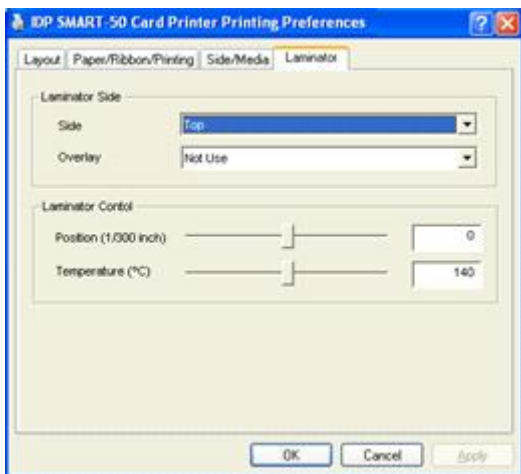 IDP SMART-50 Card Printer Printing Preferences
Layout Paper/Ribbon/Printing Side/Media Laminator
Laminator Side
Side Top
Overlay Not Use
Laminator Contol
Position (1/300 inch) 0
Temperature (ºC) 140
OK Cancel Apply